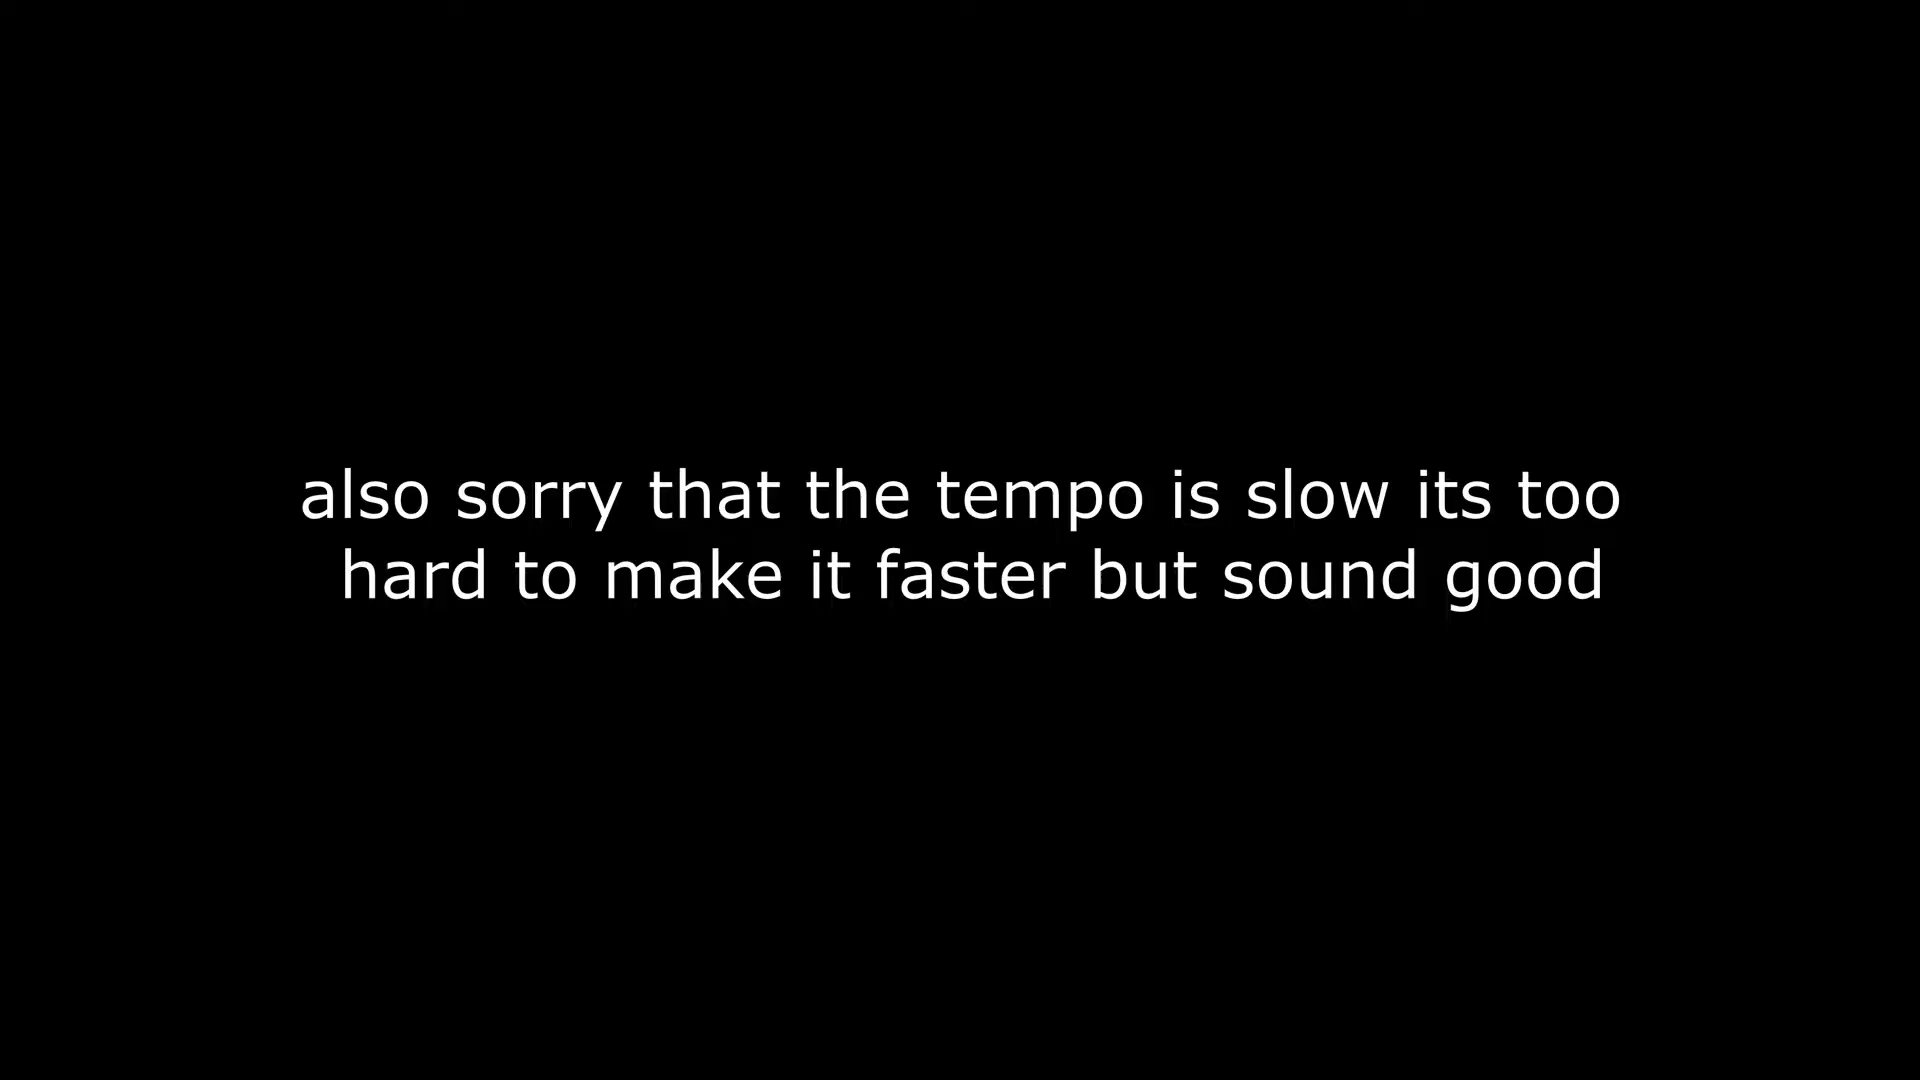 also sorry that the tempo is slow its too
hard to make it faster but sound good